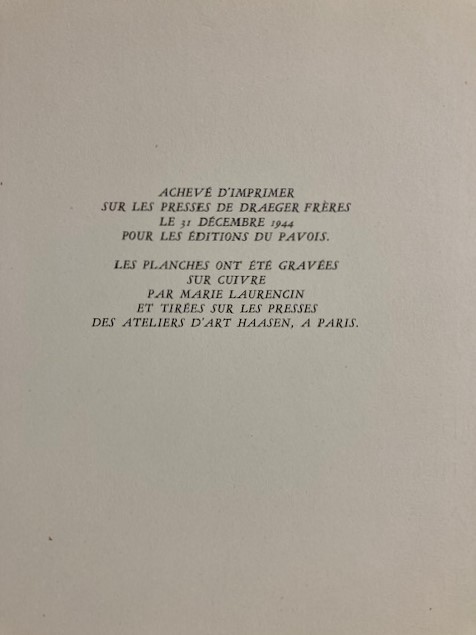 ACHEVÉ D'IMPRIMER
SUR LES PRESSES DE DRAEGER FRÈRES
LE 31 DÉCEMBRE 1944
POUR LES ÉDITIONS DU PAVOIS.
LES PLANCHES ONT ÉTÉ GRAVÉES
SUR CUIVRE
PAR MARIE LAURENCIN
ET TIRÉES SUR LES PRESSES
DES ATELIERS D'ART HAASEN, A PARIS.